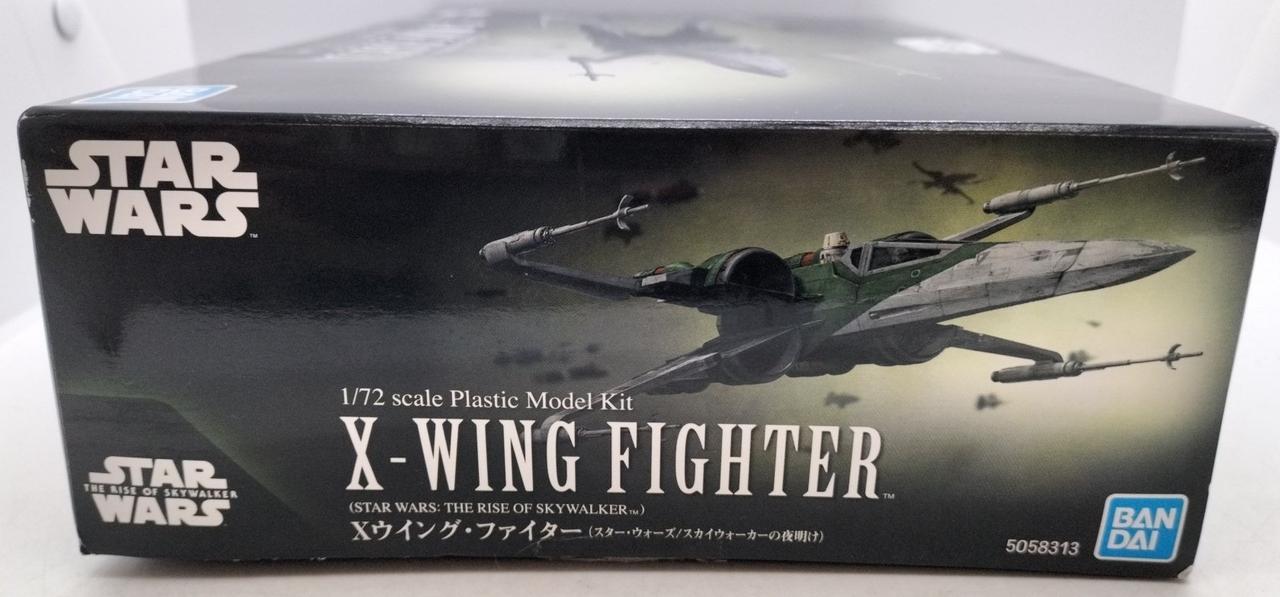 STAR
WARS™
1/72 scale Plastic Model Kit
X-WING FIGHTER™
(STAR WARS: THE RISE OF SKYWALKER™)
Xウイング・ファイター (スター・ウォーズ/スカイウォーカーの夜明け)
STAR
THE RISE OF SKYWALKER
WARS
5058313
BAN
DAI